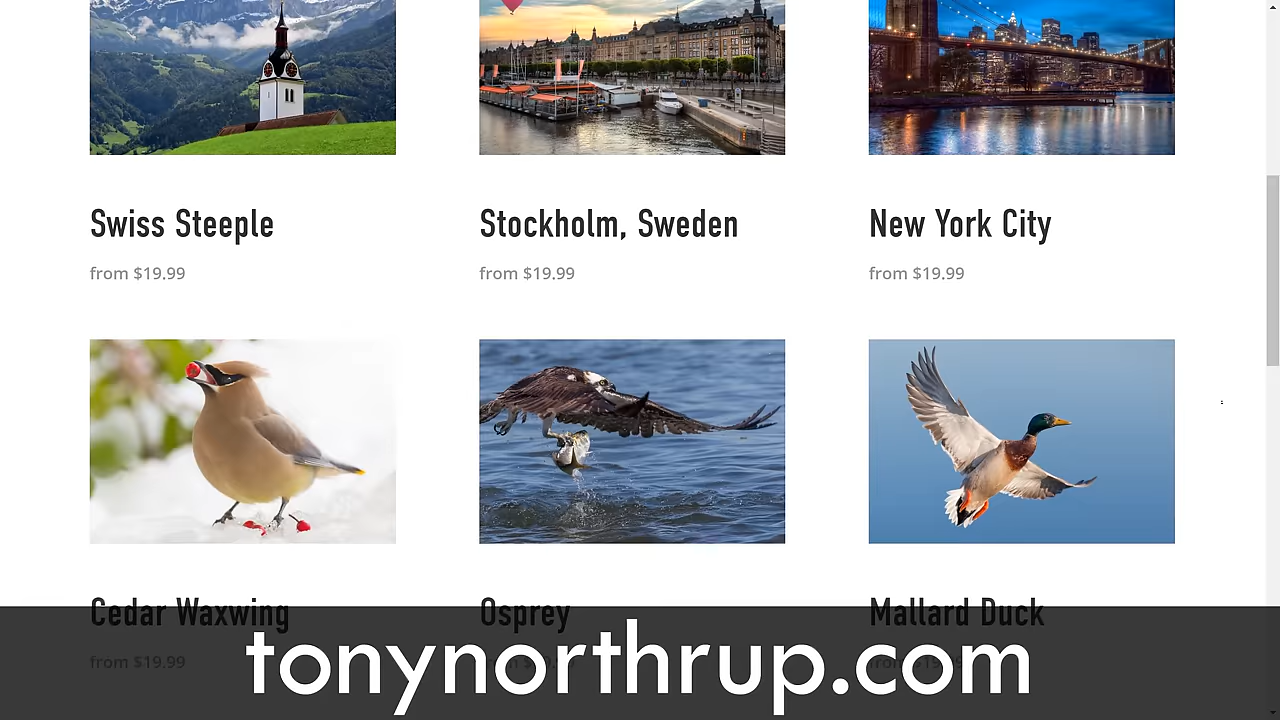 Swiss Steeple
Stockholm, Sweden
New York City
from $19.99
from $19.99
from $19.99
Cedar Waxwing
Osprey
Mallard Duck
from $19.99
tonynorthrup.com